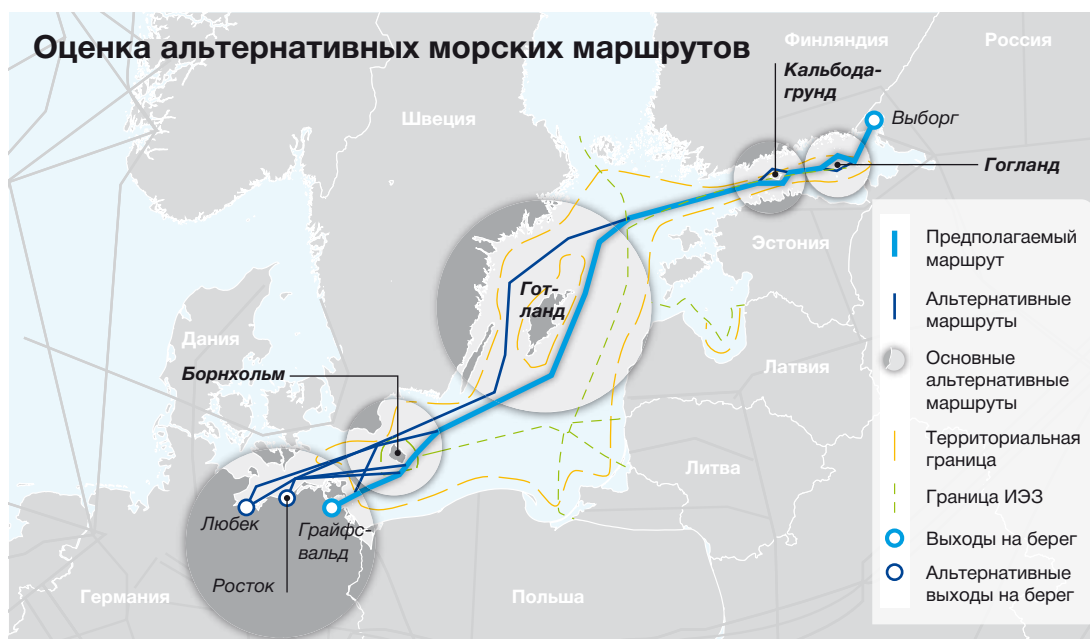 Оценка альтернативных морских маршрутов
Финляндия
Россия
Кальбода-
грунд
Выборг
Швеция
Гогланд
Эстония
Гот-
ланд
Дания
Борнхольм
Латвия
Литва
Любек
Грайфс-
вальд
Росток
Германия
Польша
Предполагаемый
маршрут
Альтернативные
маршруты
Основные
альтернативные
маршруты
Территориальная
граница
Граница ИЭЗ
Выходы на берег
Альтернативные
выходы на берег